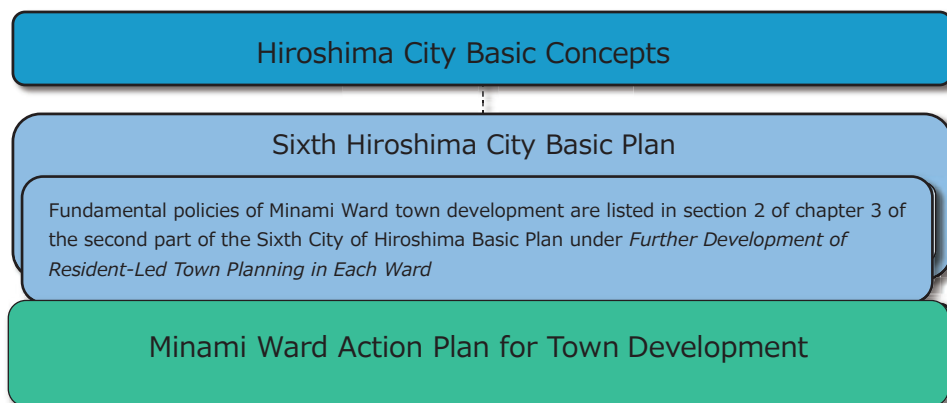 Hiroshima City Basic Concepts
Sixth Hiroshima City Basic Plan
Fundamental policies of Minami Ward town development are listed in section 2 of chapter 3 of
the second part of the Sixth City of Hiroshima Basic Plan under Further Development of
Resident-Led Town Planning in Each Ward
Minami Ward Action Plan for Town Development